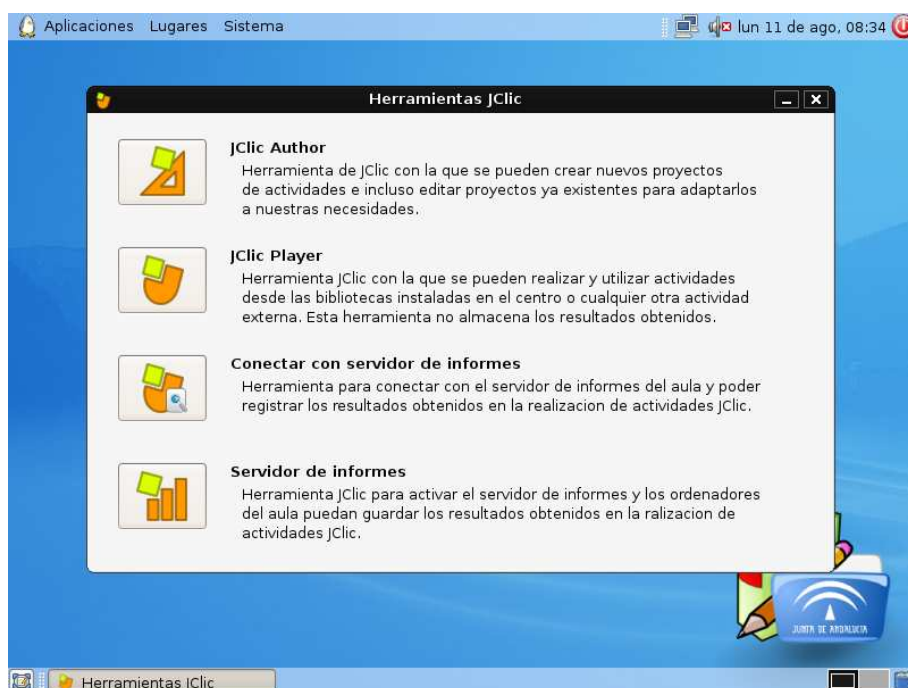 Aplicaciones Lugares Sistema lun 11 de ago, 08:34
Herramientas JClic
JClic Author
Herramienta de JClic con la que se pueden crear nuevos proyectos
de actividades e incluso editar proyectos ya existentes para adaptarlos
a nuestras necesidades.
JClic Player
Herramienta JClic con la que se pueden realizar y utilizar actividades
desde las bibliotecas instaladas en el centro o cualquier otra actividad
externa. Esta herramienta no almacena los resultados obtenidos.
Conectar con servidor de informes
Herramienta para conectar con el servidor de informes del aula y poder
registrar los resultados obtenidos en la realizacion de actividades JClic.
Servidor de informes
Herramienta JClic para activar el servidor de informes y los ordenadores
del aula puedan guardar los resultados obtenidos en la ralizacion de
actividades JClic.
JUNTA DE ANDALUCIA
Herramientas JClic